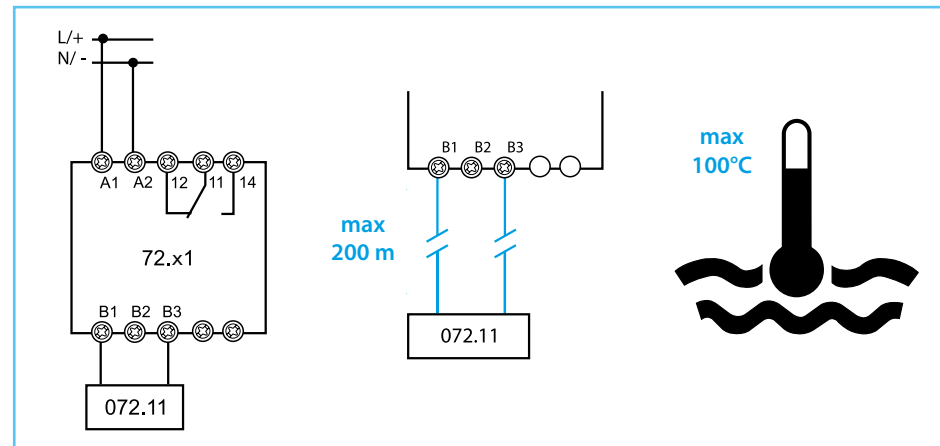 L/+
N/ -
A1 A2 12 11 14
72.x1
B1 B2 B3
072.11
B1 B2 B3
max
200 m
072.11
max
100°C